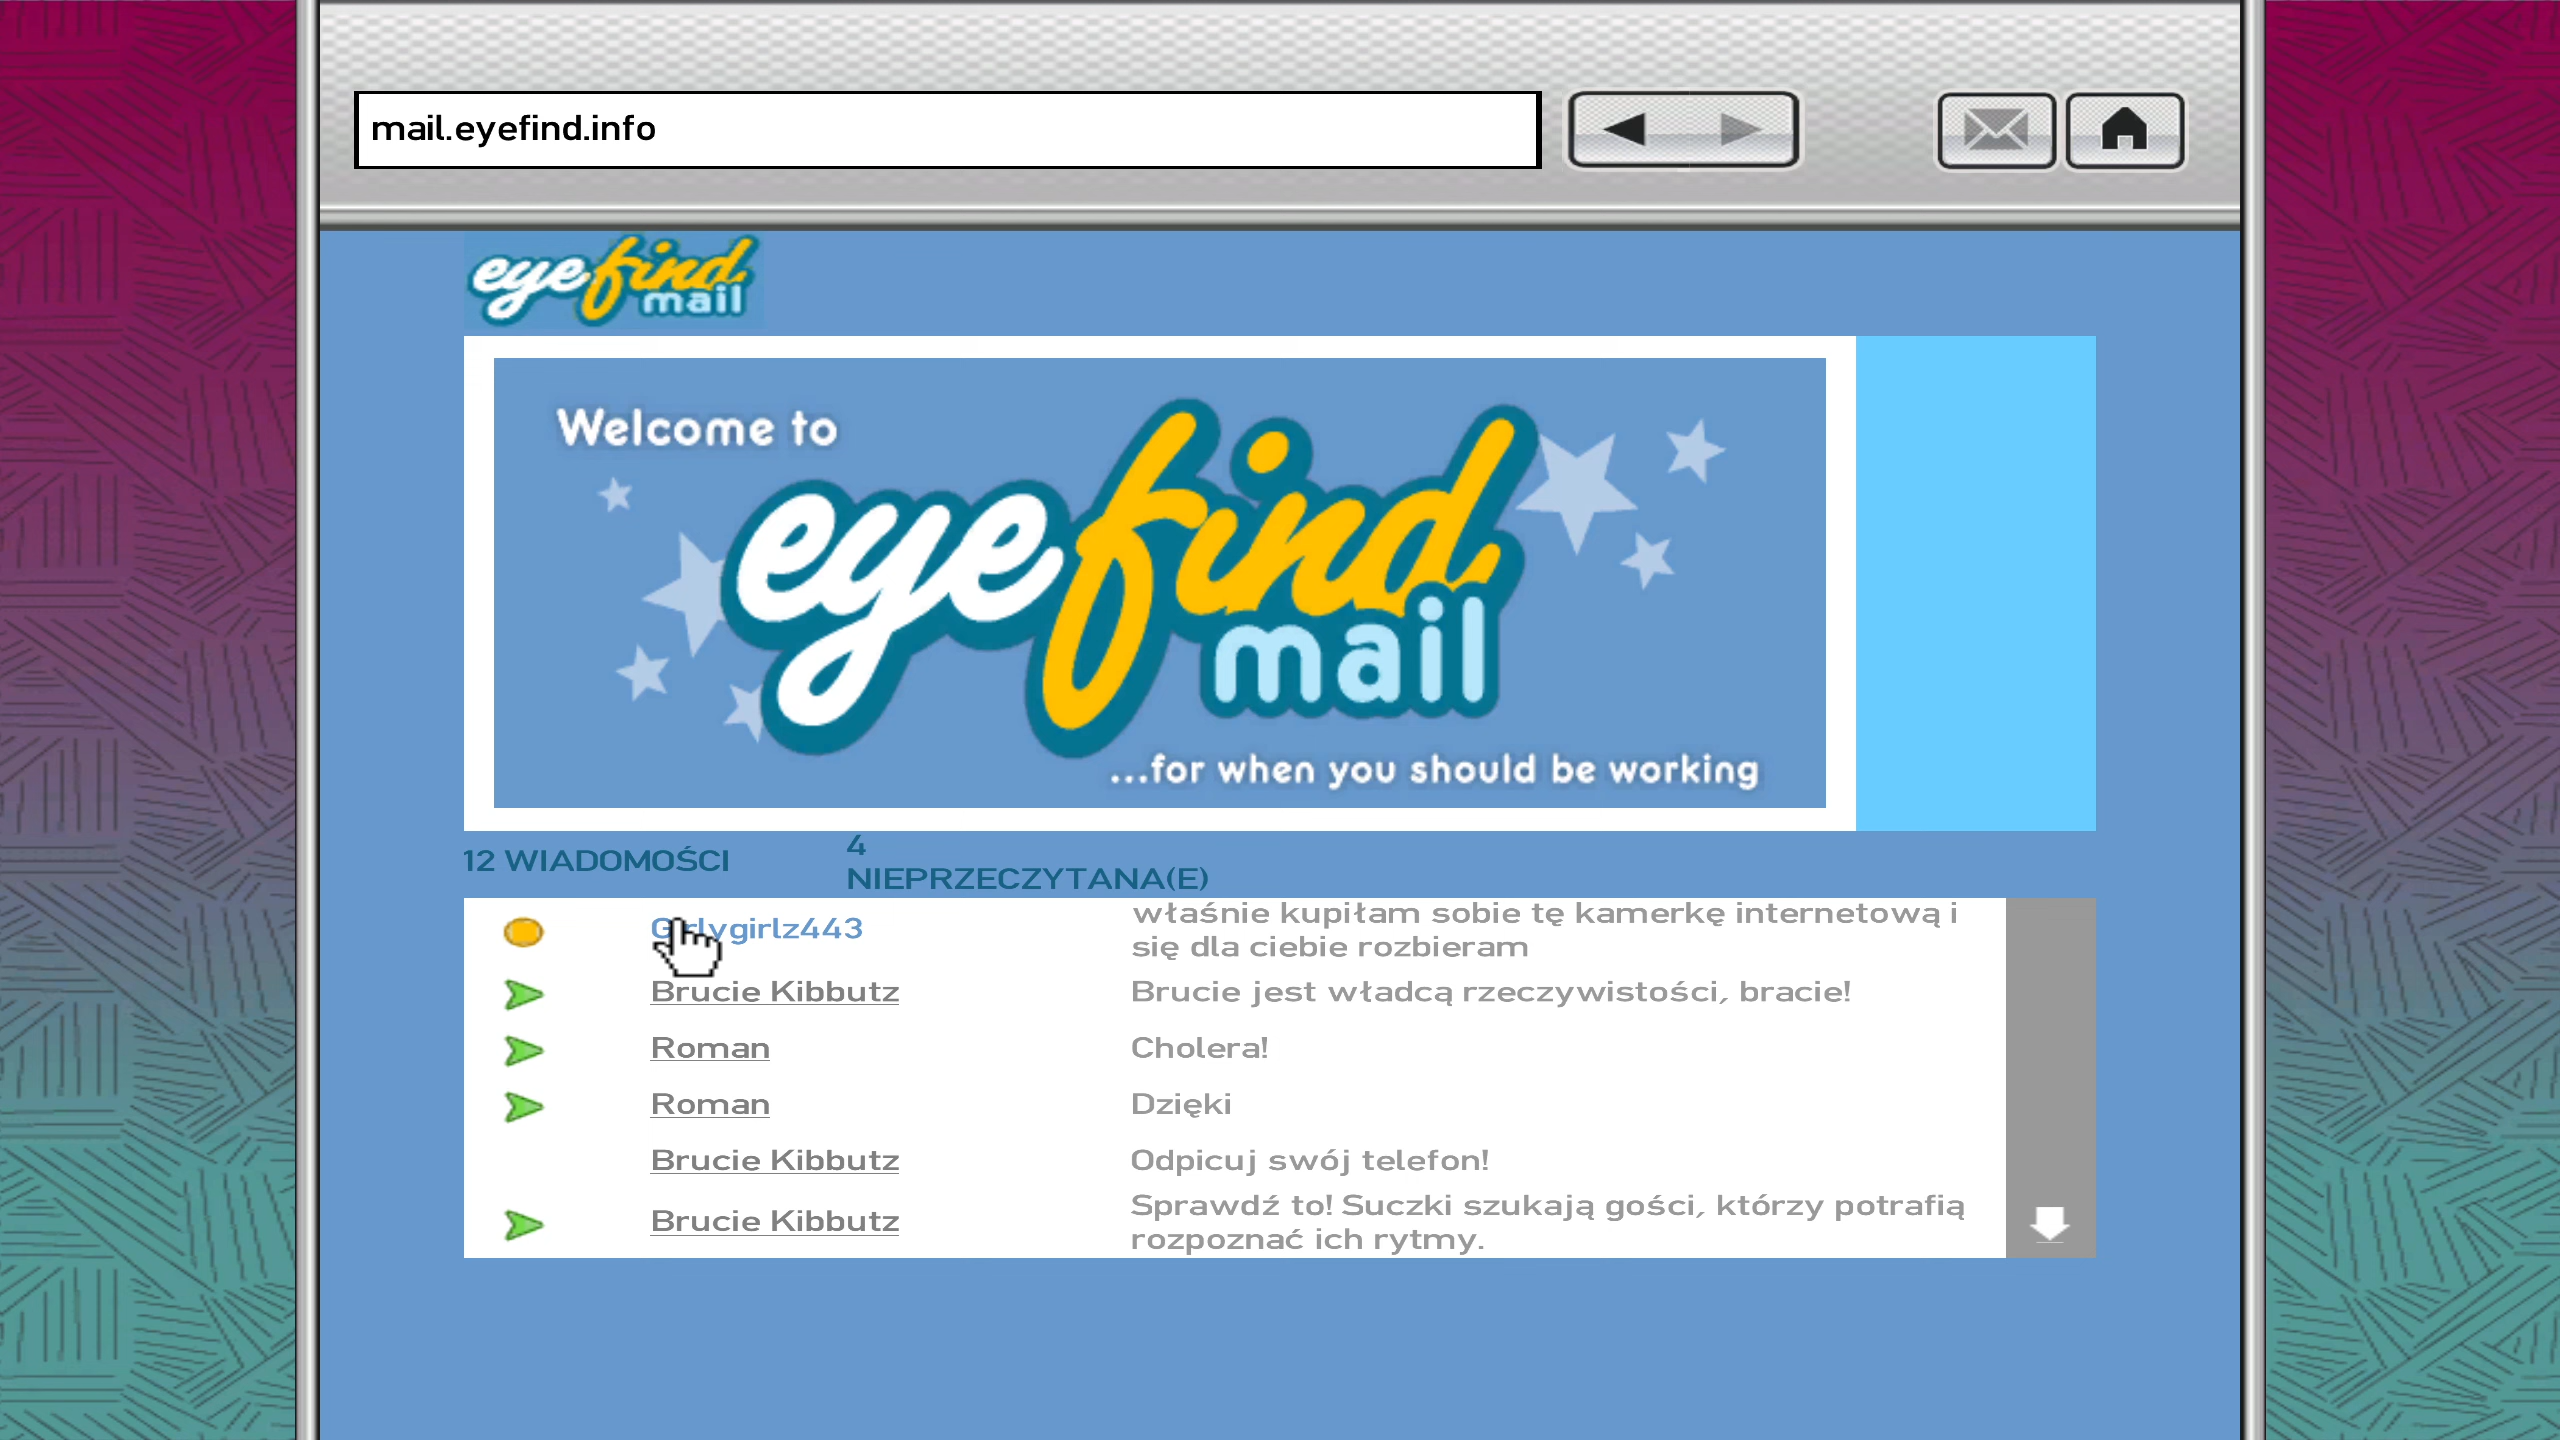 mail.eyefind.info
eyefind
mail
Welcome to
eyefind
mail
...for when you should be working
12 WIADOMOŚCI
4
NIEPRZECZYTANA(E)
Girlygirlz443
właśnie kupiłam sobie tę kamerkę internetową i
się dla ciebie rozbieram
Brucie Kibbutz Brucie jest władcą rzeczywistości, bracie!
Roman Cholera!
Roman Dzięki
Brucie Kibbutz Odpicuj swój telefon!
Brucie Kibbutz
Sprawdź to! Suczki szukają gości, którzy potrafią
rozpoznać ich rytmy.